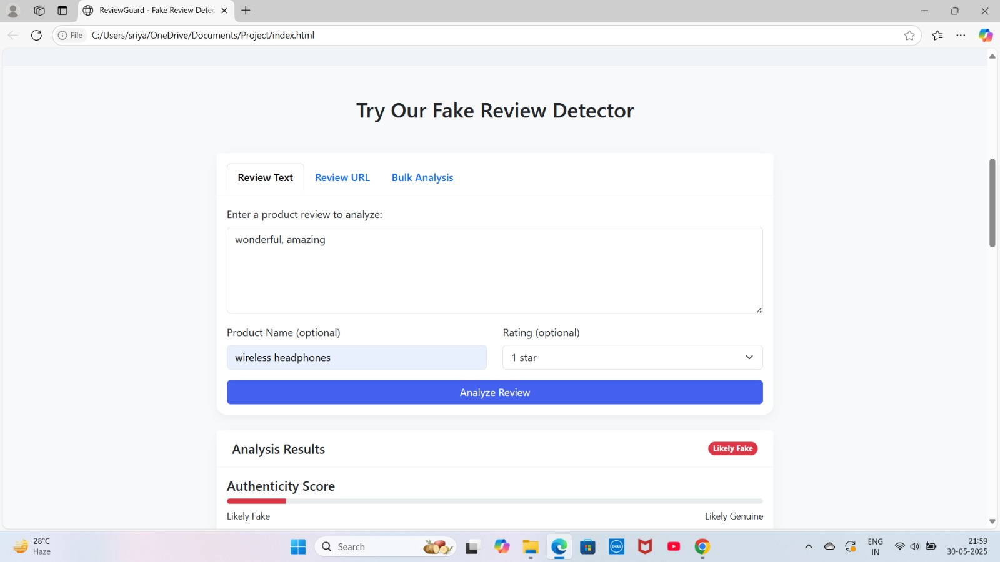 ReviewGuard - Fake Review Detec
File
C:/Users/sriya/OneDrive/Documents/Project/index.html
Try Our Fake Review Detector
Review Text
Review URL
Bulk Analysis
Enter a product review to analyze:
wonderful, amazing
Product Name (optional)
Rating (optional)
wireless headphones
1 star
Analyze Review
Analysis Results
Likely Fake
Authenticity Score
Likely Fake
Likely Genuine
28°C
Haze
Search
DELL
ENG
IN
21:59
30-05-2025